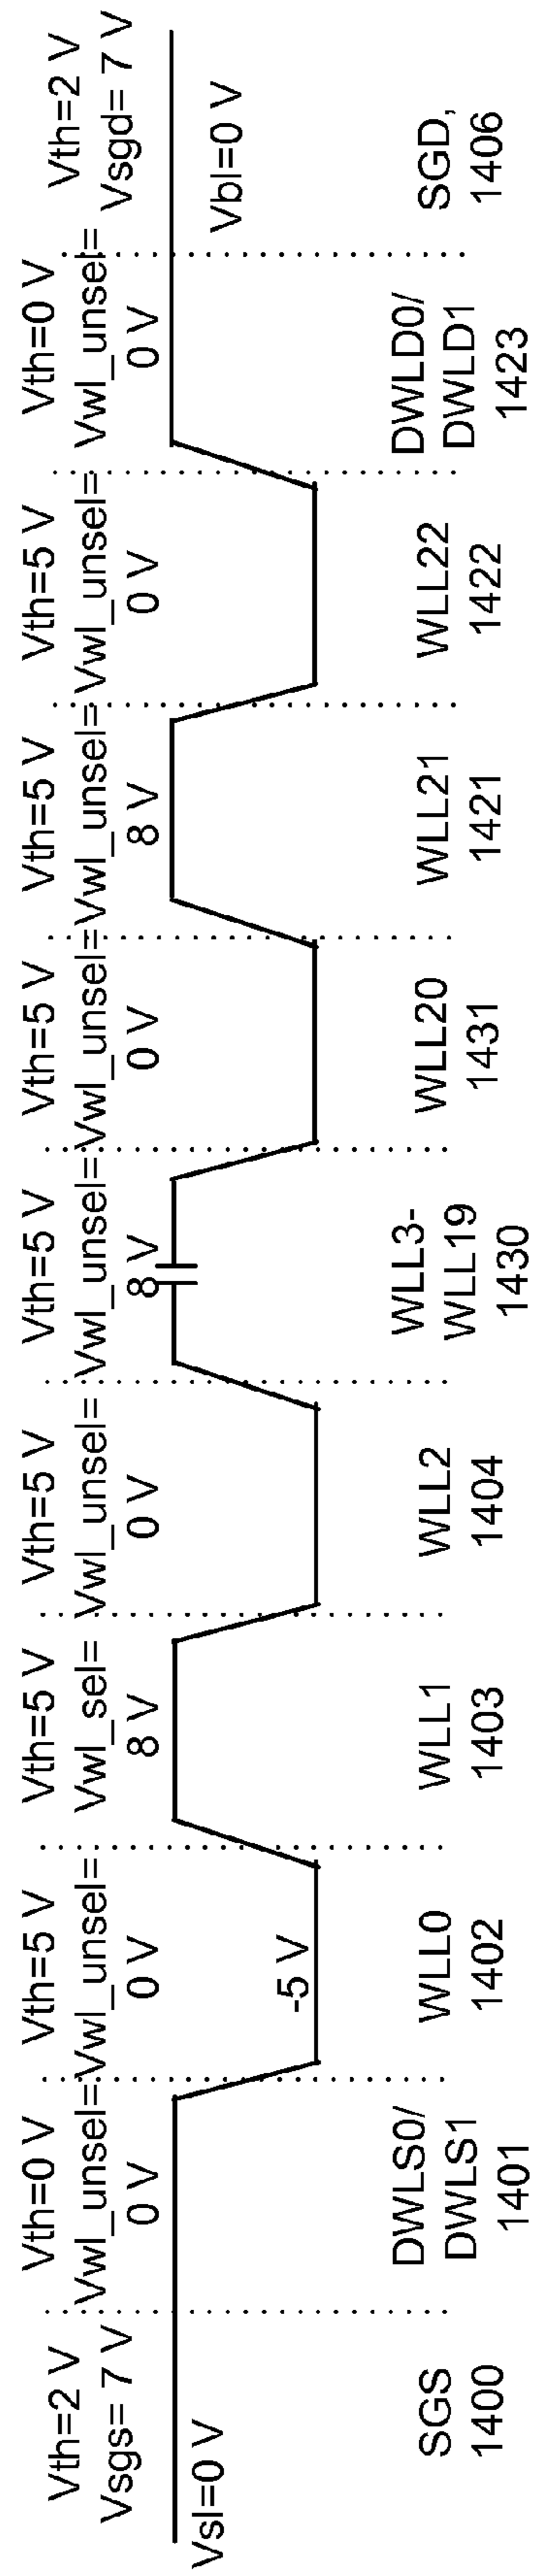 Vth=2 V
Vsgs= 7 V
Vsl=0 V
SGS
1400
Vth=0 V
Vwl_unsel=
0 V
DWLS0/
DWLS1
1401
Vth=5 V
Vwl_unsel=
0 V
-5 V
WLL0
1402
Vth=5 V
Vwl_sel=
8 V
WLL1
1403
Vth=5 V
Vwl_unsel=
0 V
WLL2
1404
Vth=5 V
Vwl_unsel=
8 V
WLL3-
WLL19
1430
Vth=5 V
Vwl_unsel=
0 V
WLL20
1431
Vth=5 V
Vwl_unsel=
8 V
WLL21
1421
Vth=5 V
Vwl_unsel=
0 V
WLL22
1422
Vth=0 V
Vwl_unsel=
0 V
DWLD0/
DWLD1
1423
Vth=2 V
Vsgd= 7 V
Vbl=0 V
SGD,
1406